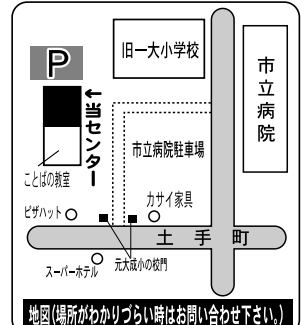 P
旧一大小学校
市立病院
←当センター
市立病院駐車場
ことばの教室
カサイ家具
ピザハット
土手町
スーパーホテル
元大成小の校門
地図(場所がわかりづらい時はお問い合わせ下さい。)